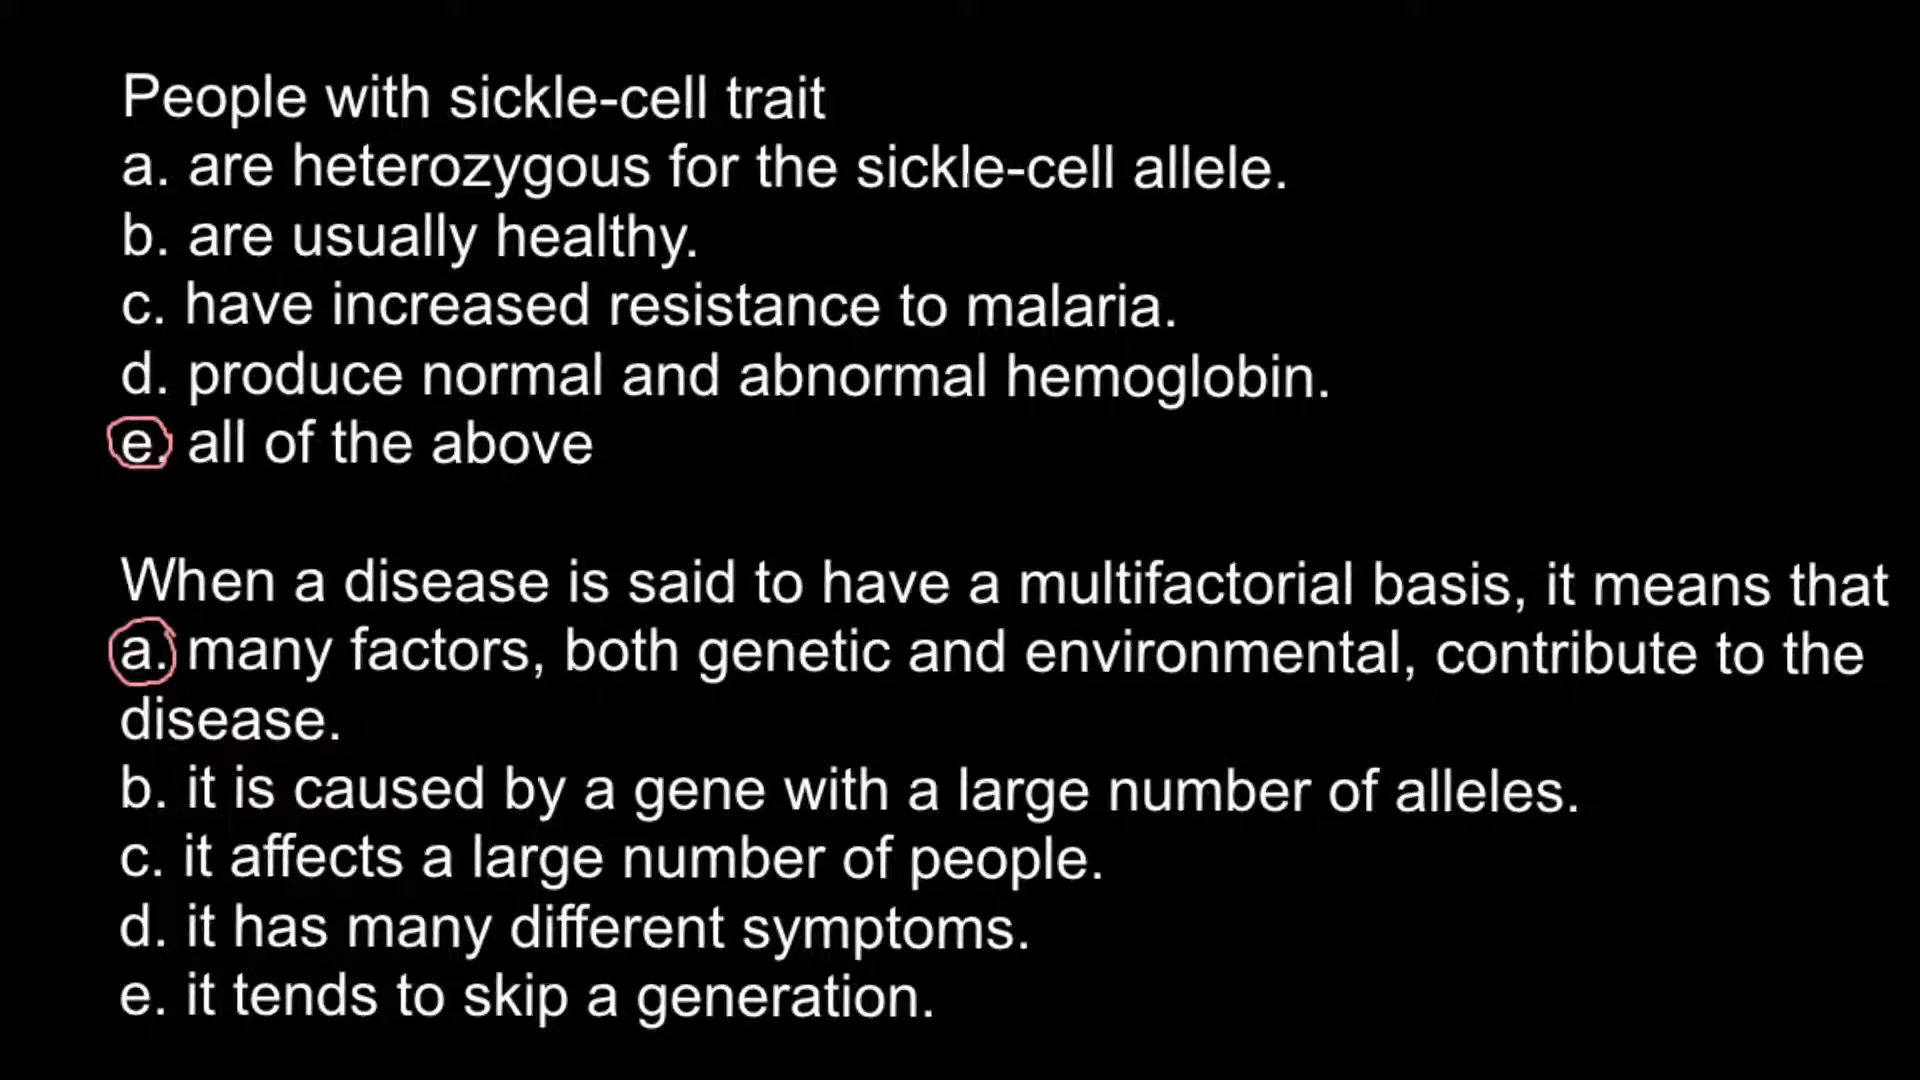 People with sickle-cell trait
a. are heterozygous for the sickle-cell allele.
b. are usually healthy.
c. have increased resistance to malaria.
d. produce normal and abnormal hemoglobin.
e. all of the above
When a disease is said to have a multifactorial basis, it means that
a. many factors, both genetic and environmental, contribute to the
disease.
b. it is caused by a gene with a large number of alleles.
c. it affects a large number of people.
d. it has many different symptoms.
e. it tends to skip a generation.